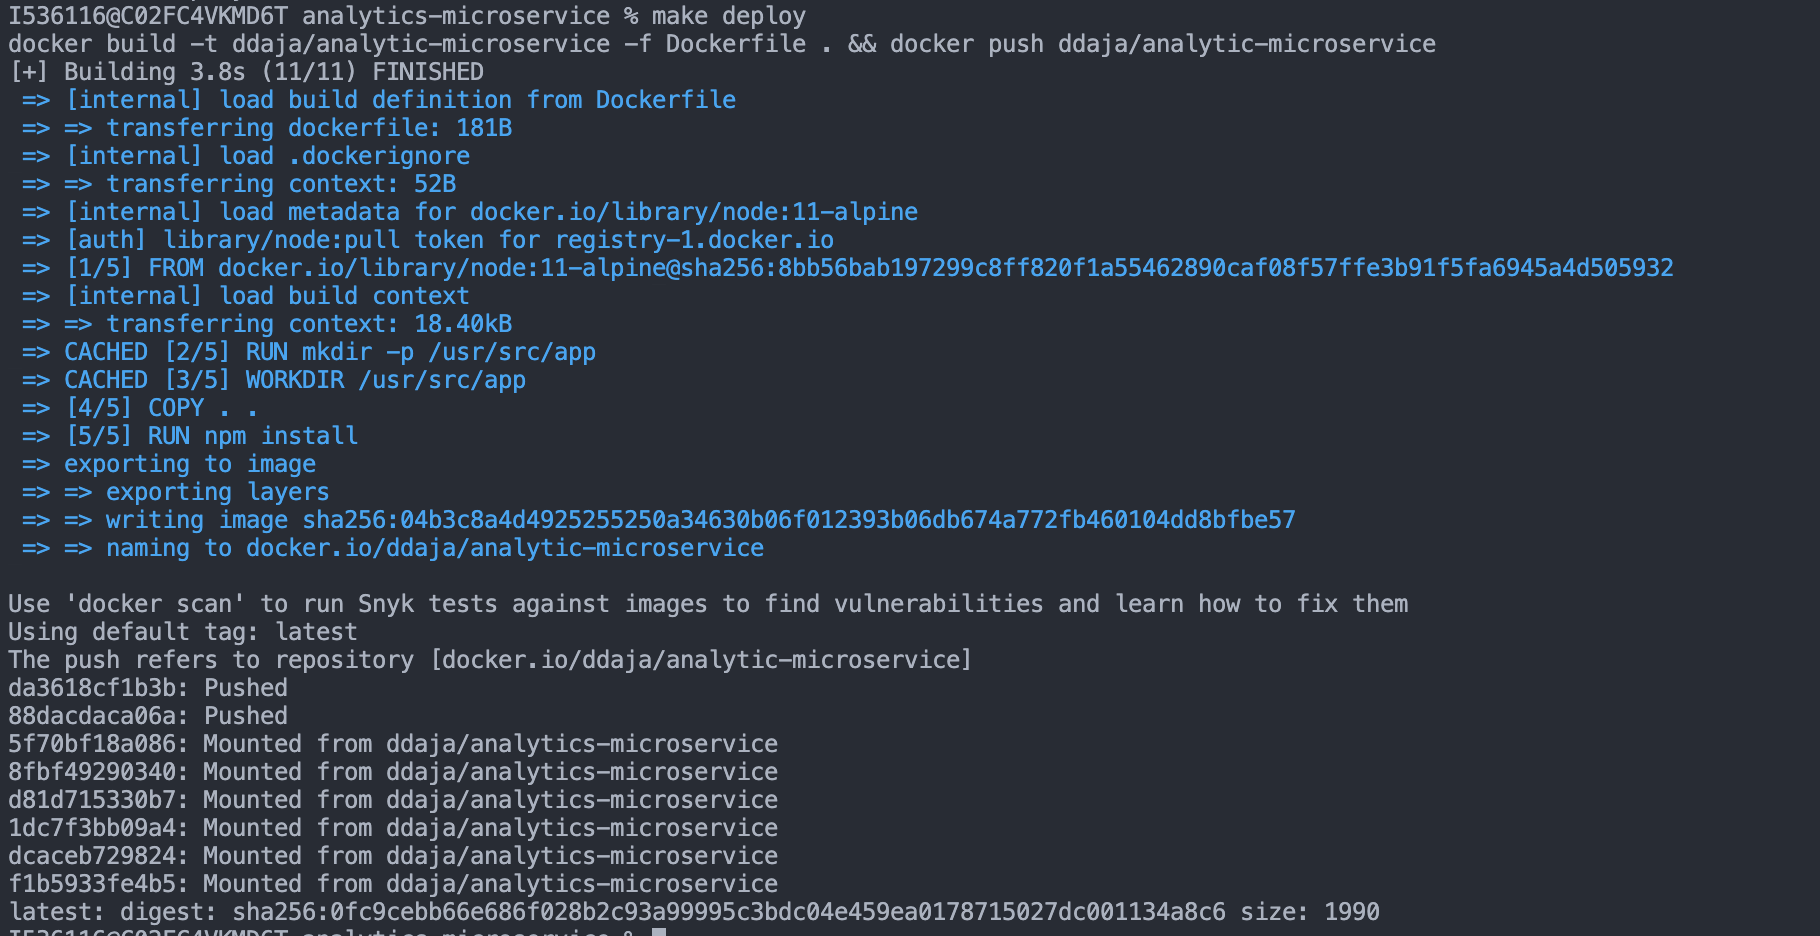 I536116@C02FC4VKMD6T analytics-microservice % make deploy
docker build -t ddaja/analytic-microservice -f Dockerfile . && docker push ddaja/analytic-microservice
[+] Building 3.8s (11/11) FINISHED
=> [internal] load build definition from Dockerfile
=> => transferring dockerfile: 181B
=> [internal] load .dockerignore
=> => transferring context: 52B
=> [internal] load metadata for docker.io/library/node:11-alpine
=> [auth] library/node:pull token for registry-1.docker.io
=> [1/5] FROM docker.io/library/node:11-alpine@sha256:8bb56bab197299c8ff820f1a55462890caf08f57ffe3b91f5fa6945a4d505932
=> [internal] load build context
=> => transferring context: 18.40kB
=> CACHED [2/5] RUN mkdir -p /usr/src/app
=> CACHED [3/5] WORKDIR /usr/src/app
=> [4/5] COPY . .
=> [5/5] RUN npm install
=> exporting to image
=> => exporting layers
=> => writing image sha256:04b3c8a4d4925255250a34630b06f012393b06db674a772fb460104dd8bfbe57
=> => naming to docker.io/ddaja/analytic-microservice
Use 'docker scan' to run Snyk tests against images to find vulnerabilities and learn how to fix them
Using default tag: latest
The push refers to repository [docker.io/ddaja/analytic-microservice]
da3618cf1b3b: Pushed
88dacdaca06a: Pushed
5f70bf18a086: Mounted from ddaja/analytics-microservice
8fbf49290340: Mounted from ddaja/analytics-microservice
d81d715330b7: Mounted from ddaja/analytics-microservice
1dc7f3bb09a4: Mounted from ddaja/analytics-microservice
dcaceb729824: Mounted from ddaja/analytics-microservice
f1b5933fe4b5: Mounted from ddaja/analytics-microservice
latest: digest: sha256:0fc9cebb66e686f028b2c93a99995c3bdc04e459ea0178715027dc001134a8c6 size: 1990
I536116@C02FC4VKMD6T analytics-microservice %